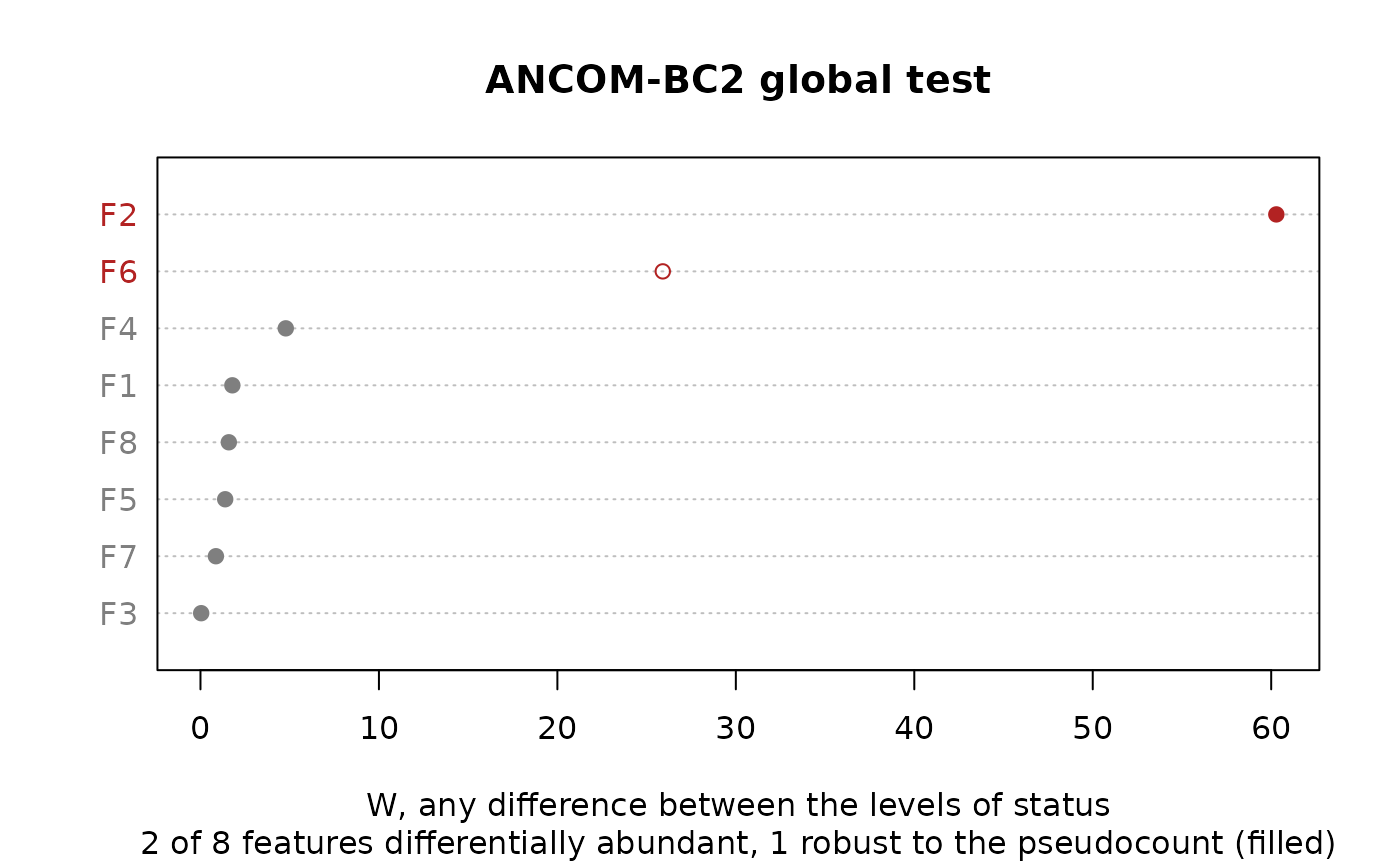 ANCOM-BC2 global test
F2
F6
F4
F1
F8
F5
F7
F3
0 10 20 30 40 50 60
W, any difference between the levels of status
2 of 8 features differentially abundant, 1 robust to the pseudocount (filled)